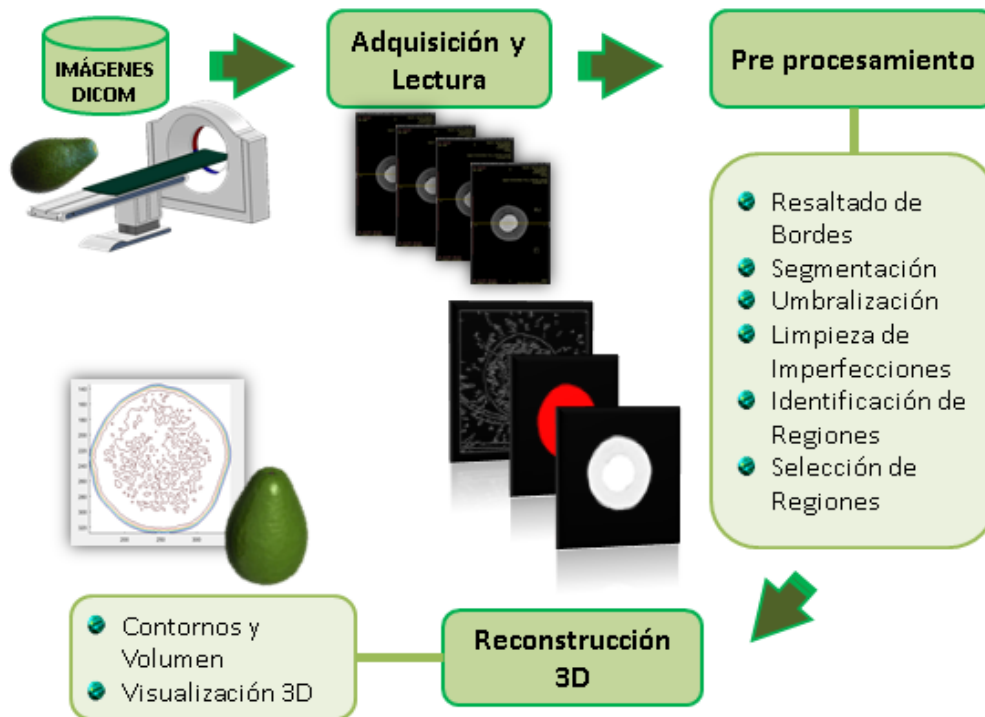 IMÁGENES
DICOM
Adquisición y
Lectura
Pre procesamiento
Resaltado de
Bordes
Segmentación
Umbralización
Limpieza de
Imperfecciones
Identificación de
Regiones
Selección de
Regiones
Reconstrucción
3D
Contornos y
Volumen
Visualización 3D